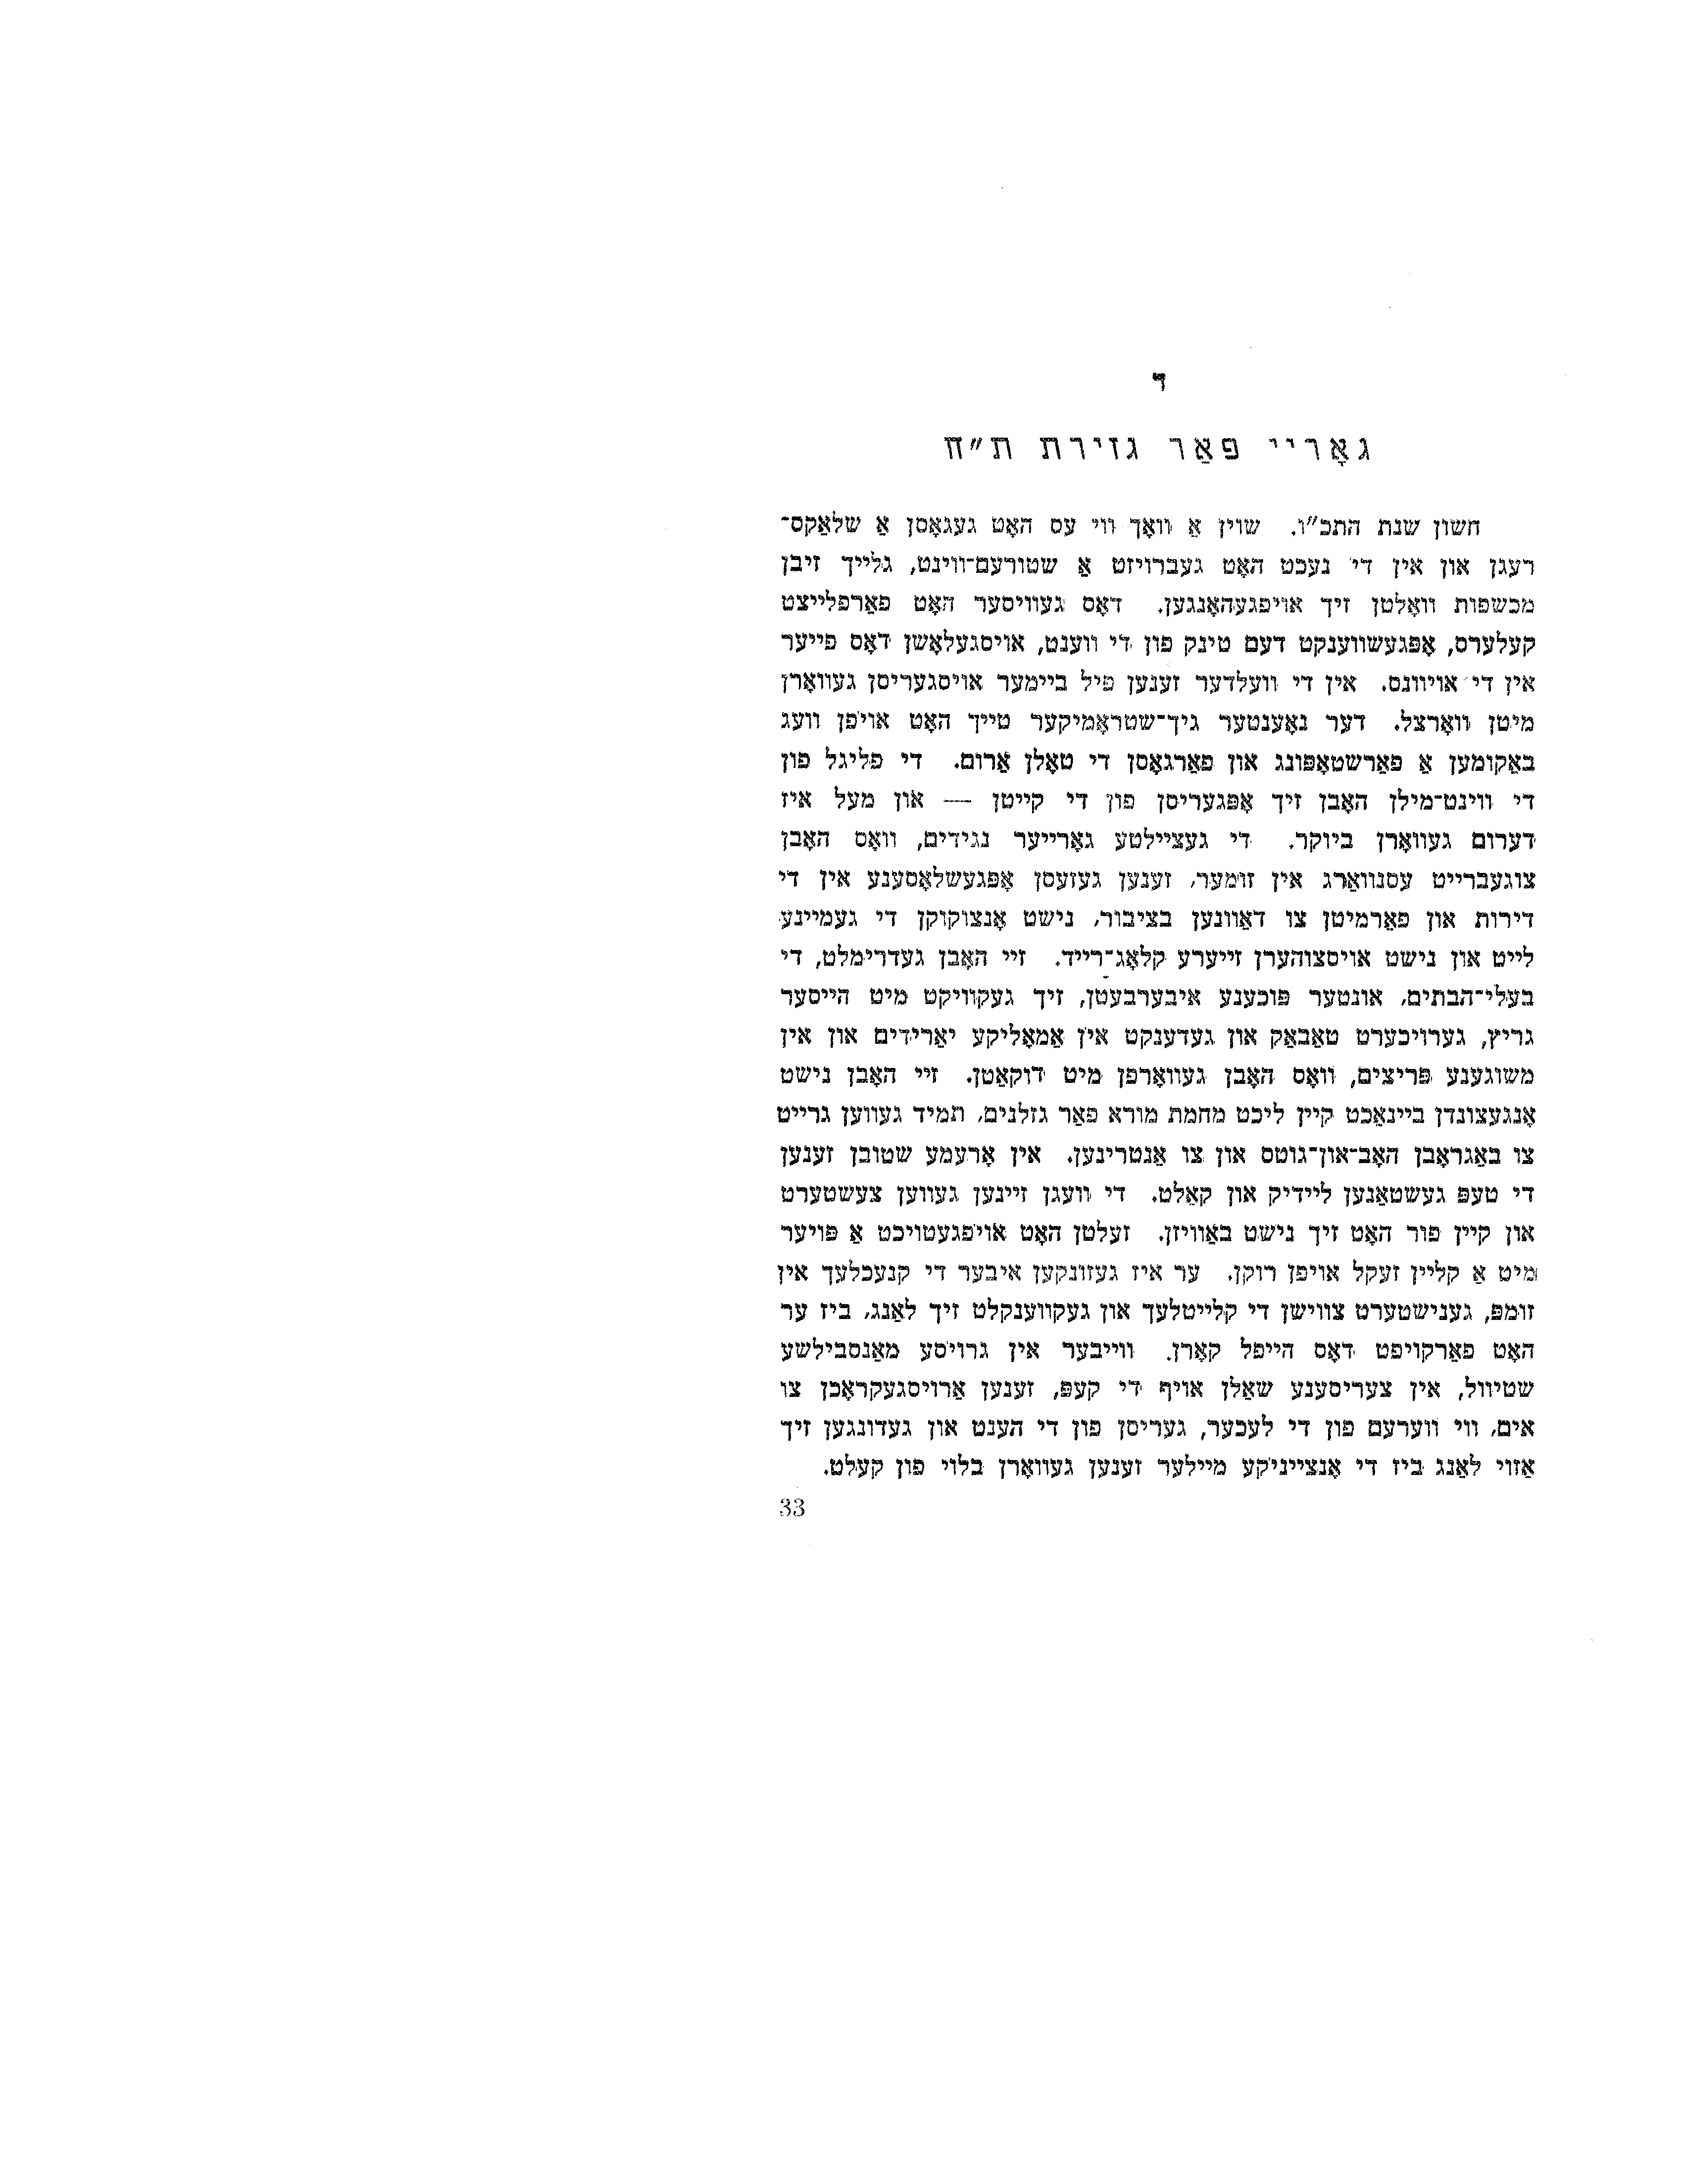 ד
גאָריי פאַר גזירת ת״ח
חשון שנת התכ״ו. שוין אַ וואָך ווי עס האָט געגאָסן אַ שלאַקס־
רעגן און אין די נעכט האָט געברויזט אַ שטורעם־ווינט, גלייך זיבן
מכשפות וואָלטן זיך אויפגעהאָנגען. דאָס געוויסער האָט פאַרפלייצט
קעלערס, אָפּגעשווענקט דעם טינק פון די ווענט, אויסגעלאָשן דאָס פייער
אין די אויוונס. אין די וועלדער זענען פיל ביימער אויסגעריסן געוואָרן
מיטן וואָרצל. דער נאָענטער גיך־שטראָמיקער טייך האָט אויפן וועג
באַקומען אַ פאַרשטאָפּונג און פאַרגאָסן די טאָלן אַרום. די פליגל פון
די ווינט־מילן האָבן זיך אָפּגעריסן פון די קייטן — און מעל איז
דערום געוואָרן ביוקר. די געציילטע גאָרייער נגידים, וואָס האָבן
צוגעברייט עסנוואַרג אין זומער, זענען געזעסן אָפּגעשלאָסענע אין די
דירות און פאַרמיטן צו דאַוונען בציבור, נישט אָנצוקוקן די געמיינע
לייט און נישט אויסצוהערן זייערע קלאָג־רייד. זיי האָבן געדרימלט, די
בעלי־הבתים, אונטער פּוכענע איבערבעטן, זיך געקוויקט מיט הייסער
גריץ, גערויכערט טאַבאַק און געדענקט אין אַמאָליקע יאַרידים און אין
משוגענע פּריצים, וואָס האָבן געוואָרפן מיט דוקאַטן. זיי האָבן נישט
אָנגעצונדן ביינאַכט קיין ליכט מחמת מורא פאַר גזלנים, תמיד געווען גרייט
צו באַגראָבן האָב־און־גוטס און צו אַנטרינען. אין אָרעמע שטובן זענען
די טעפּ געשטאַנען ליידיק און קאַלט. די וועגן זיינען געווען צעשטערט
און קיין פור האָט זיך נישט באַוויזן. זעלטן האָט אויפגעטויכט אַ פּויער
מיט אַ קליין זעקל אויפן רוקן. ער איז געזונקען איבער די קנעכלעך אין
זומפּ, גענישטערט צווישן די קלייטלעך און געקווענקלט זיך לאַנג, ביז ער
האָט פאַרקויפט דאָס הייפל קאָרן. ווייבער אין גרויסע מאַנסבילשע
שטיוול, אין צעריסענע שאַלן אויף די קעפּ, זענען אַרויסגעקראָכן צו
אים, ווי ווערעם פון די לעכער, געריסן פון די הענט און געדונגען זיך
אַזוי לאַנג ביז די אָנצייניקע מיילער זענען געוואָרן בלוי פון קעלט.
33